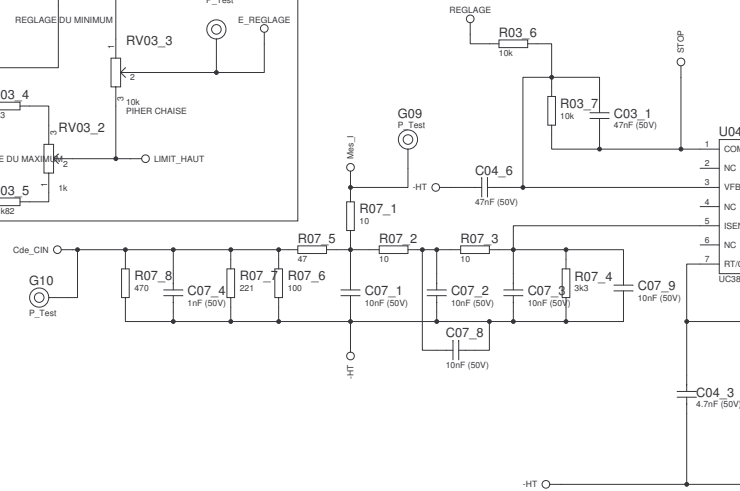 P_Test
REGLAGE DU MINIMUM
E_REGLAGE
RV03_3
1
2
3
10k
PIHER CHAISE
03_4
3
RV03_2
3
E DU MAXIMUM
2
LIMIT_HAUT
1
1k
03_5
k82
REGLAGE
R03_6
10k
STOP
R03_7
10k
C03_1
47nF (50V)
G09
P_Test
Mes_I
C04_6
-HT
47nF (50V)
U04
1
COM
2
NC
3
VFB
4
NC
5
ISEN
6
NC
7
RT/C
UC38
R07_1
10
Cde_CIN
R07_5
47
R07_2
10
R07_3
10
G10
P_Test
R07_8
470
C07_4
1nF (50V)
R07_7
221
R07_6
100
C07_1
10nF (50V)
C07_2
10nF (50V)
C07_3
10nF (50V)
R07_4
3k3
C07_9
10nF (50V)
C07_8
10nF (50V)
-HT
C04_3
4.7nF (50V)
-HT